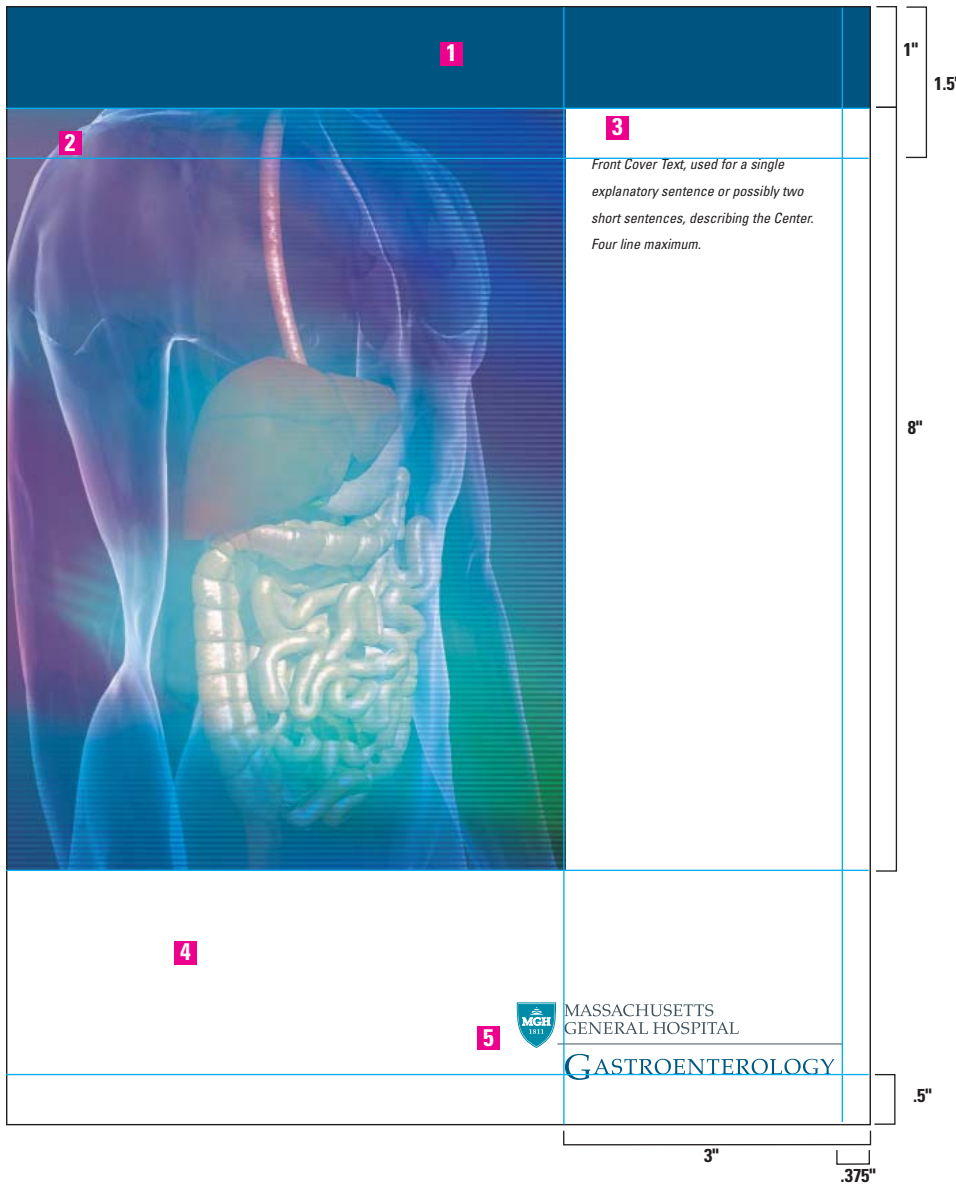 1
1"
1.5"
2
3
Front Cover Text, used for a single
explanatory sentence or possibly two
short sentences, describing the Center.
Four line maximum.
8"
4
5
MGH
1811
MASSACHUSETTS
GENERAL HOSPITAL
GASTROENTEROLOGY
.5"
3"
.375"